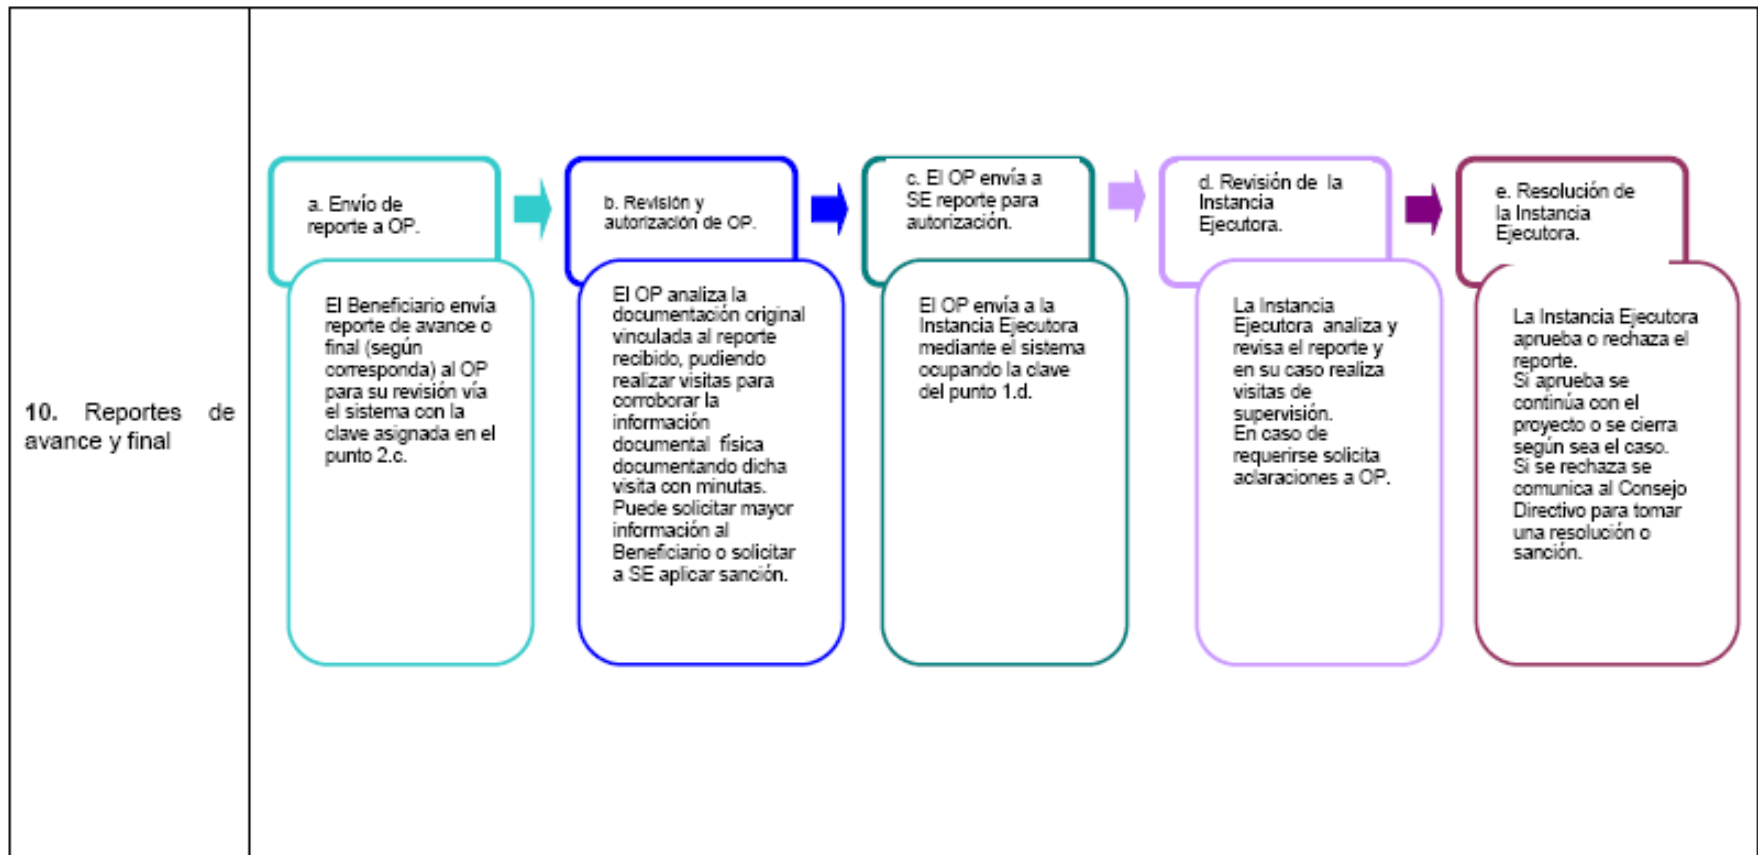 10. Reportes de
avance y final
a. Envío de
reporte a OP.
El Beneficiario envía
reporte de avance o
final (según
corresponda) al OP
para su revisión vía
el sistema con la
clave asignada en el
punto 2.c.
b. Revisión y
autorización de OP.
El OP analiza la
documentación original
vinculada al reporte
recibido, pudiendo
realizar visitas para
corroborar la
información
documental física
documentando dicha
visita con minutas.
Puede solicitar mayor
información al
Beneficiario o solicitar
a SE aplicar sanción.
c. El OP envía a
SE reporte para
autorización.
El OP envía a la
Instancia Ejecutora
mediante el sistema
ocupando la clave
del punto 1.d.
d. Revisión de la
Instancia
Ejecutora.
La Instancia
Ejecutora analiza y
revisa el reporte y
en su caso realiza
visitas de
supervisión.
En caso de
requerirse solicita
aclaraciones a OP.
e. Resolución de
la Instancia
Ejecutora.
La Instancia Ejecutora
aprueba o rechaza el
reporte.
Si aprueba se
continúa con el
proyecto o se cierra
según sea el caso.
Si se rechaza se
comunica al Consejo
Directivo para tomar
una resolución o
sanción.